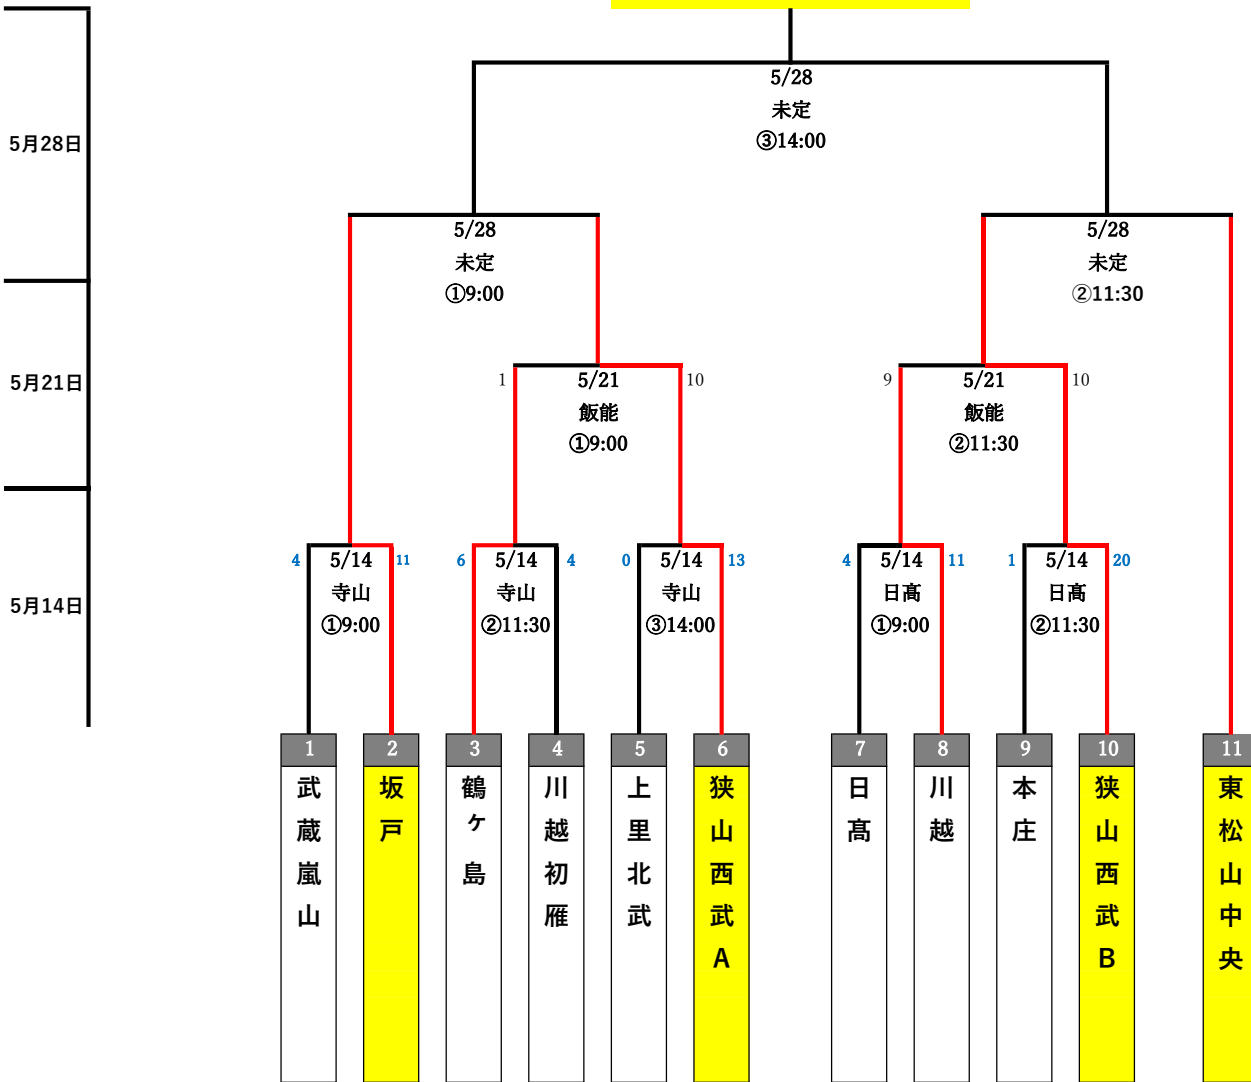 5/28
未定
③14:00
5月28日
5/28
未定
①9:00
5/28
未定
②11:30
5月21日
1
5/21
10
飯能
①9:00
9
5/21
10
飯能
②11:30
5月14日
4
5/14
11
寺山
①9:00
6
5/14
4
寺山
②11:30
0
5/14
13
寺山
③14:00
4
5/14
11
日高
①9:00
1
5/14
20
日高
②11:30
1
武蔵嵐山
2
坂戸
3
鶴ヶ島
4
川越初雁
5
上里北武
6
狭山西武A
7
日髙
8
川越
9
本庄
10
狭山西武B
11
東松山中央